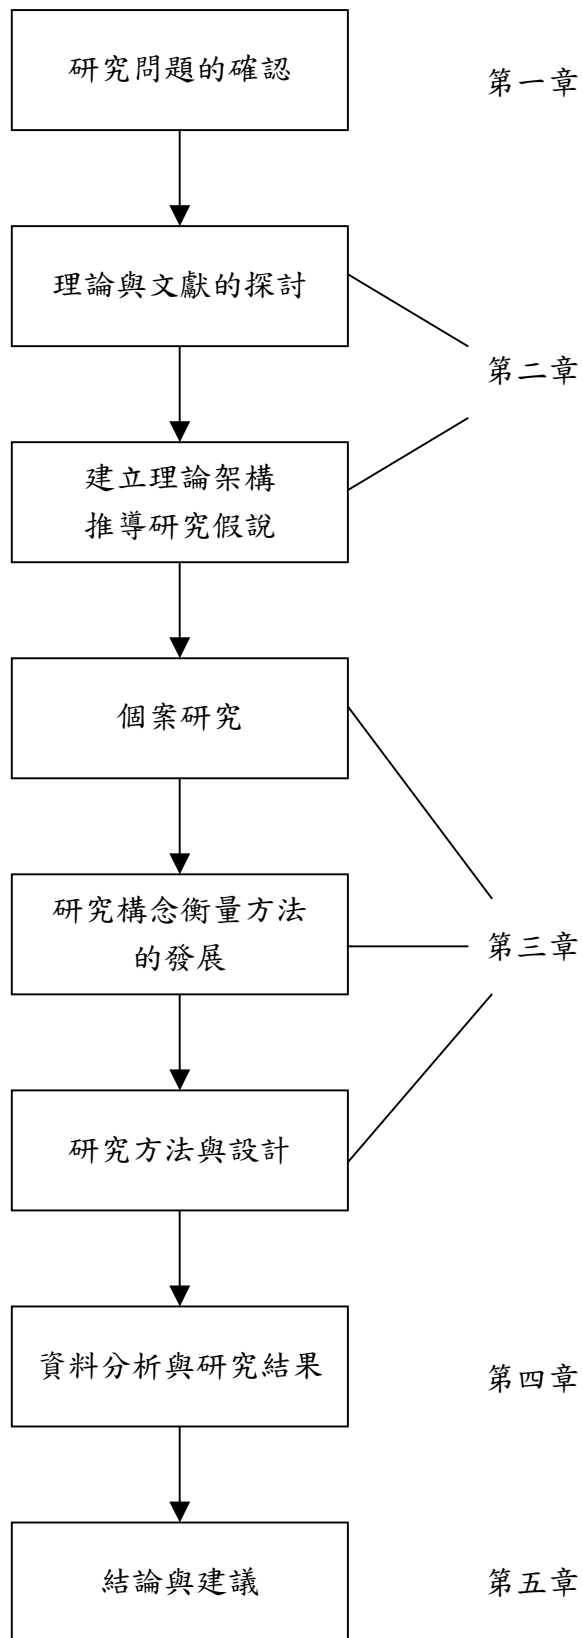 研究問題的確認
第一章
理論與文獻的探討
第二章
建立理論架構
推導研究假說
個案研究
研究構念衡量方法
的發展
第三章
研究方法與設計
資料分析與研究結果
第四章
結論與建議
第五章